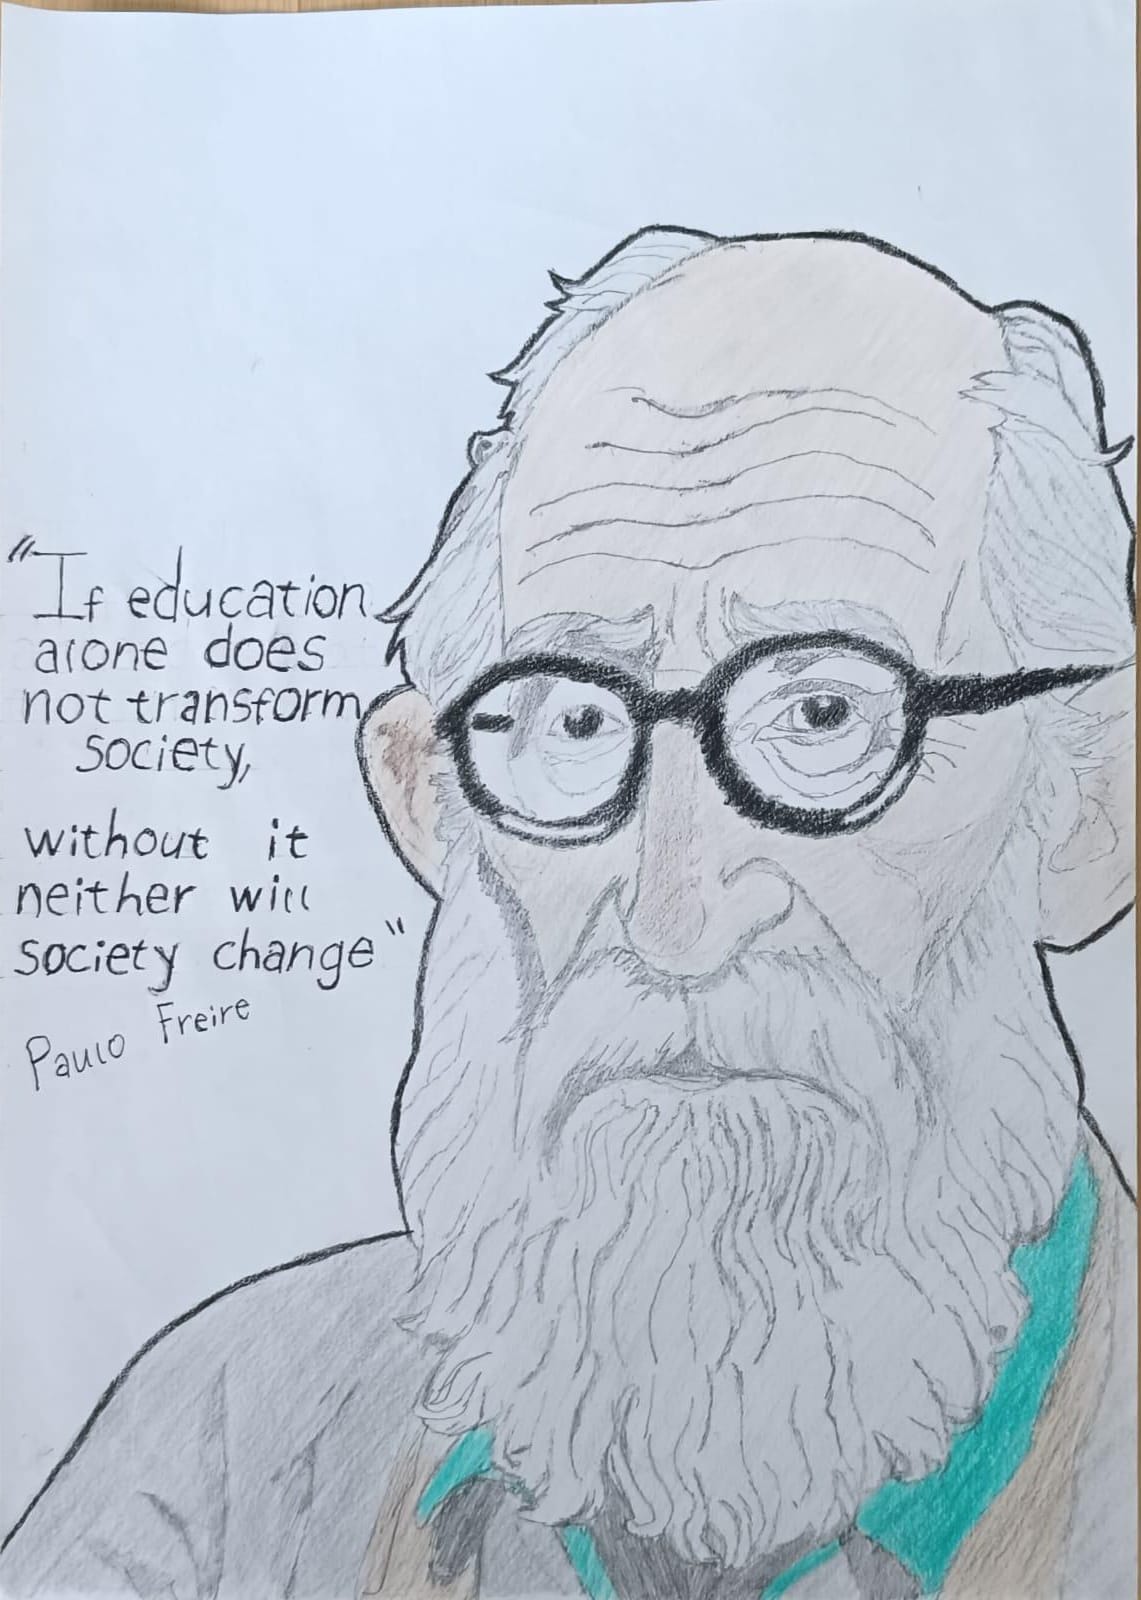 "If education
alone does
not transform
society,
without it
neither will
society change"
Paulo Freire